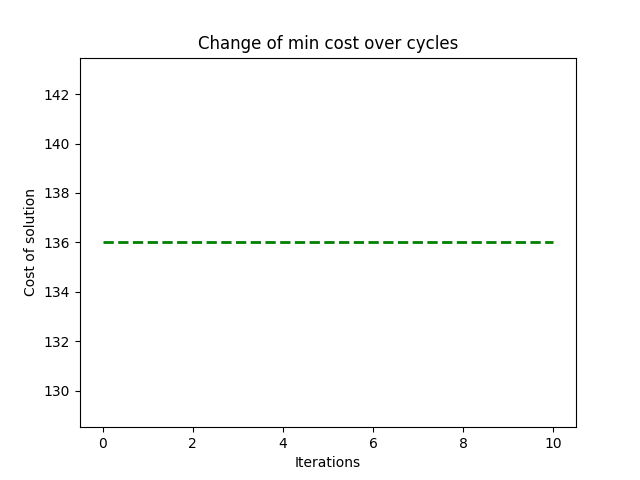 Change of min cost over cycles
142
140
138
136
134
132
130
Cost of solution
0 2 4 6 8 10
Iterations